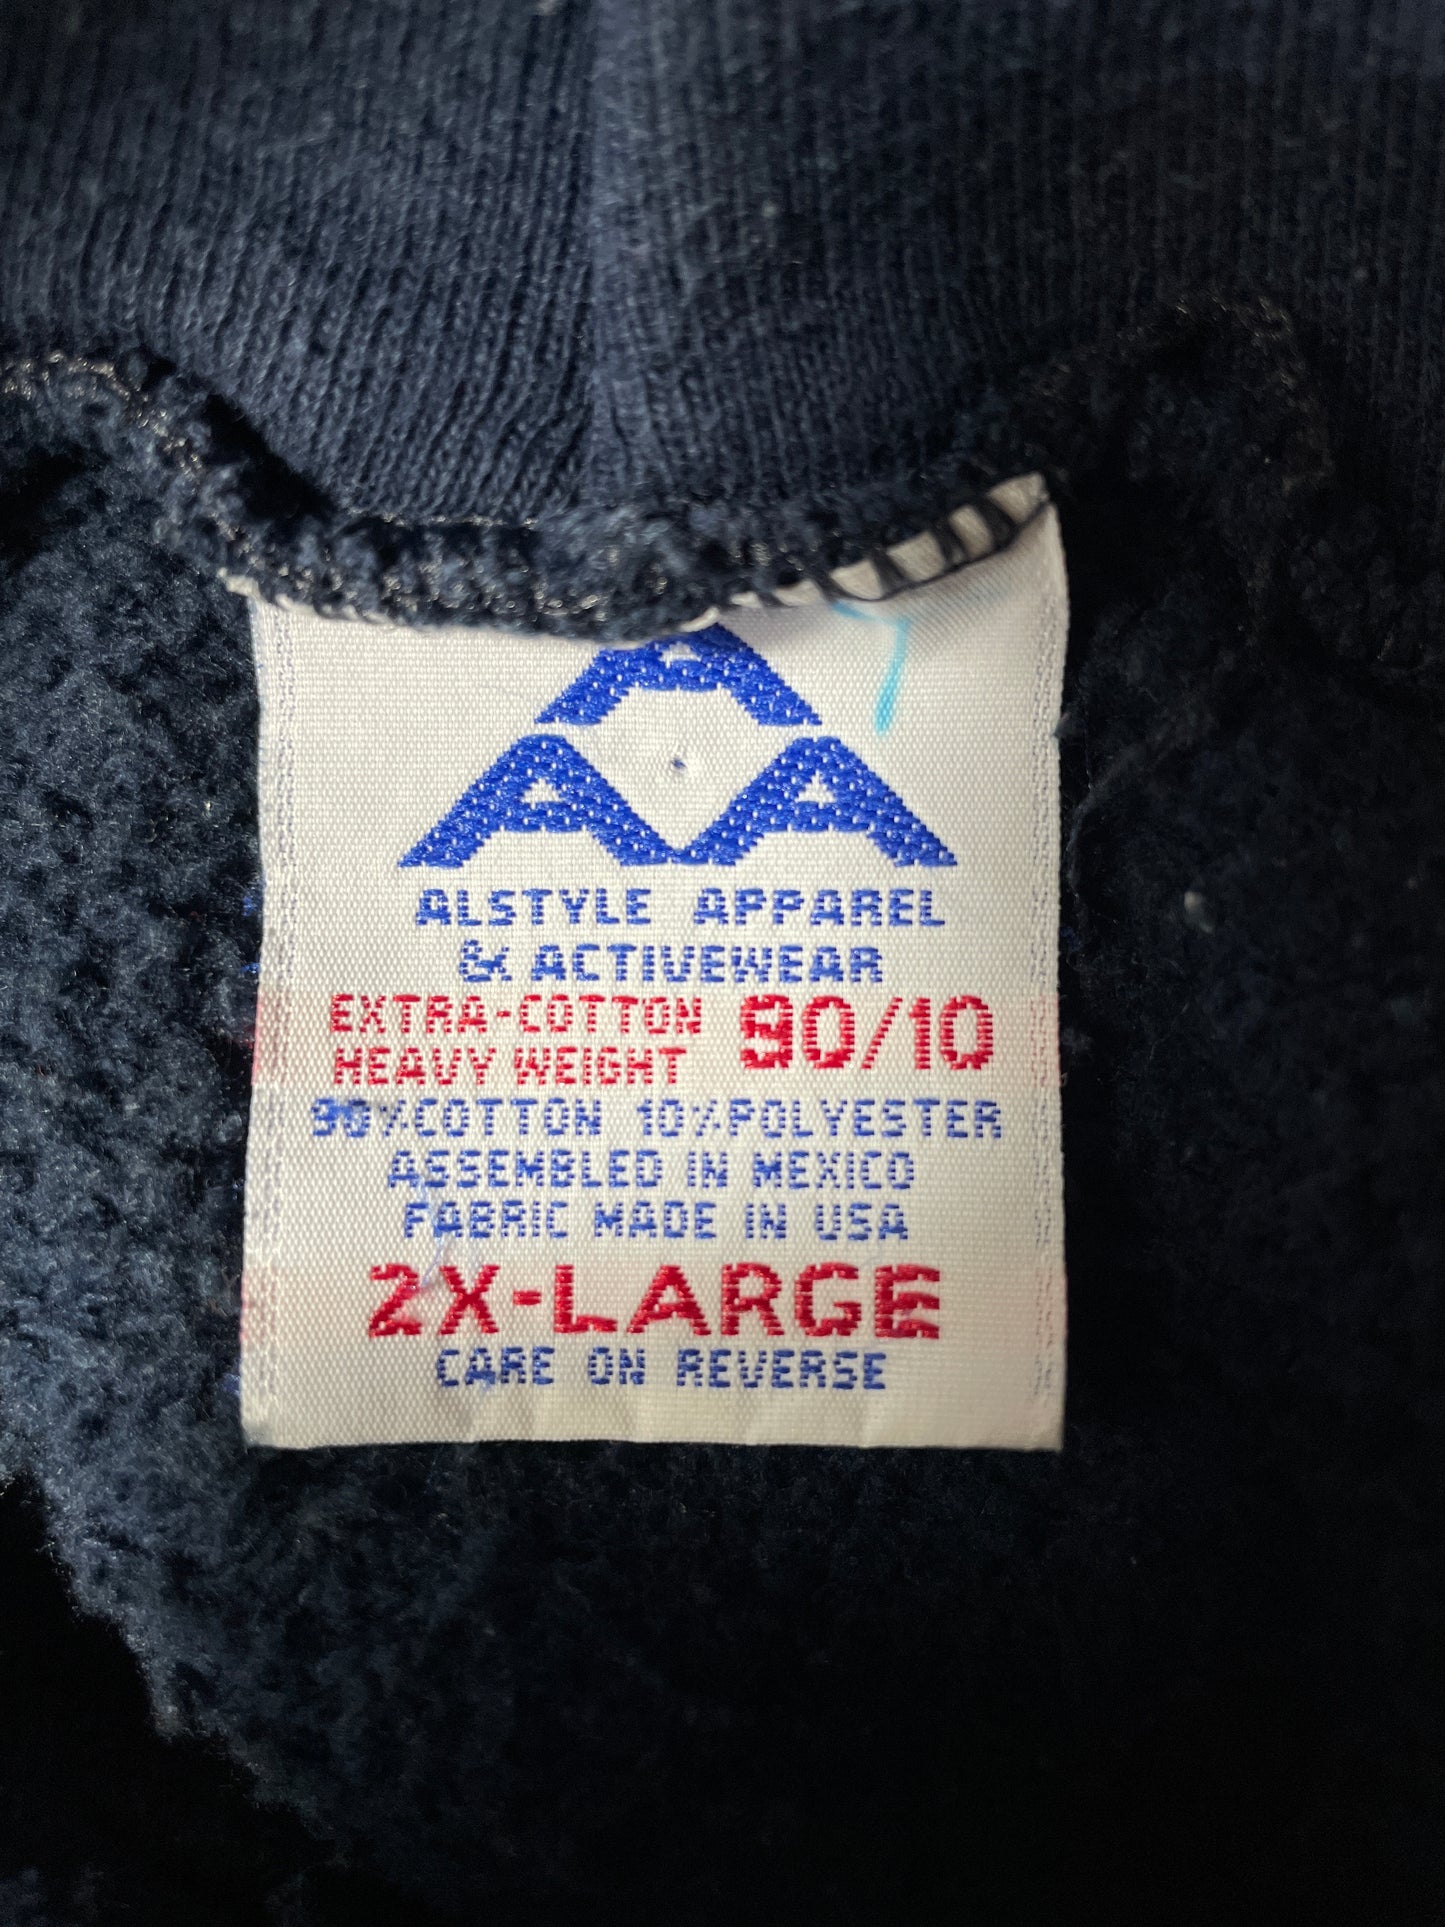 A
AA
ALSTYLE APPAREL
& ACTIVEWEAR
EXTRA-COTTON 90/10
HEAVY WEIGHT
90%COTTON 10%POLYESTER
ASSEMBLED IN MEXICO
FABRIC MADE IN USA
2X-LARGE
CARE ON REVERSE